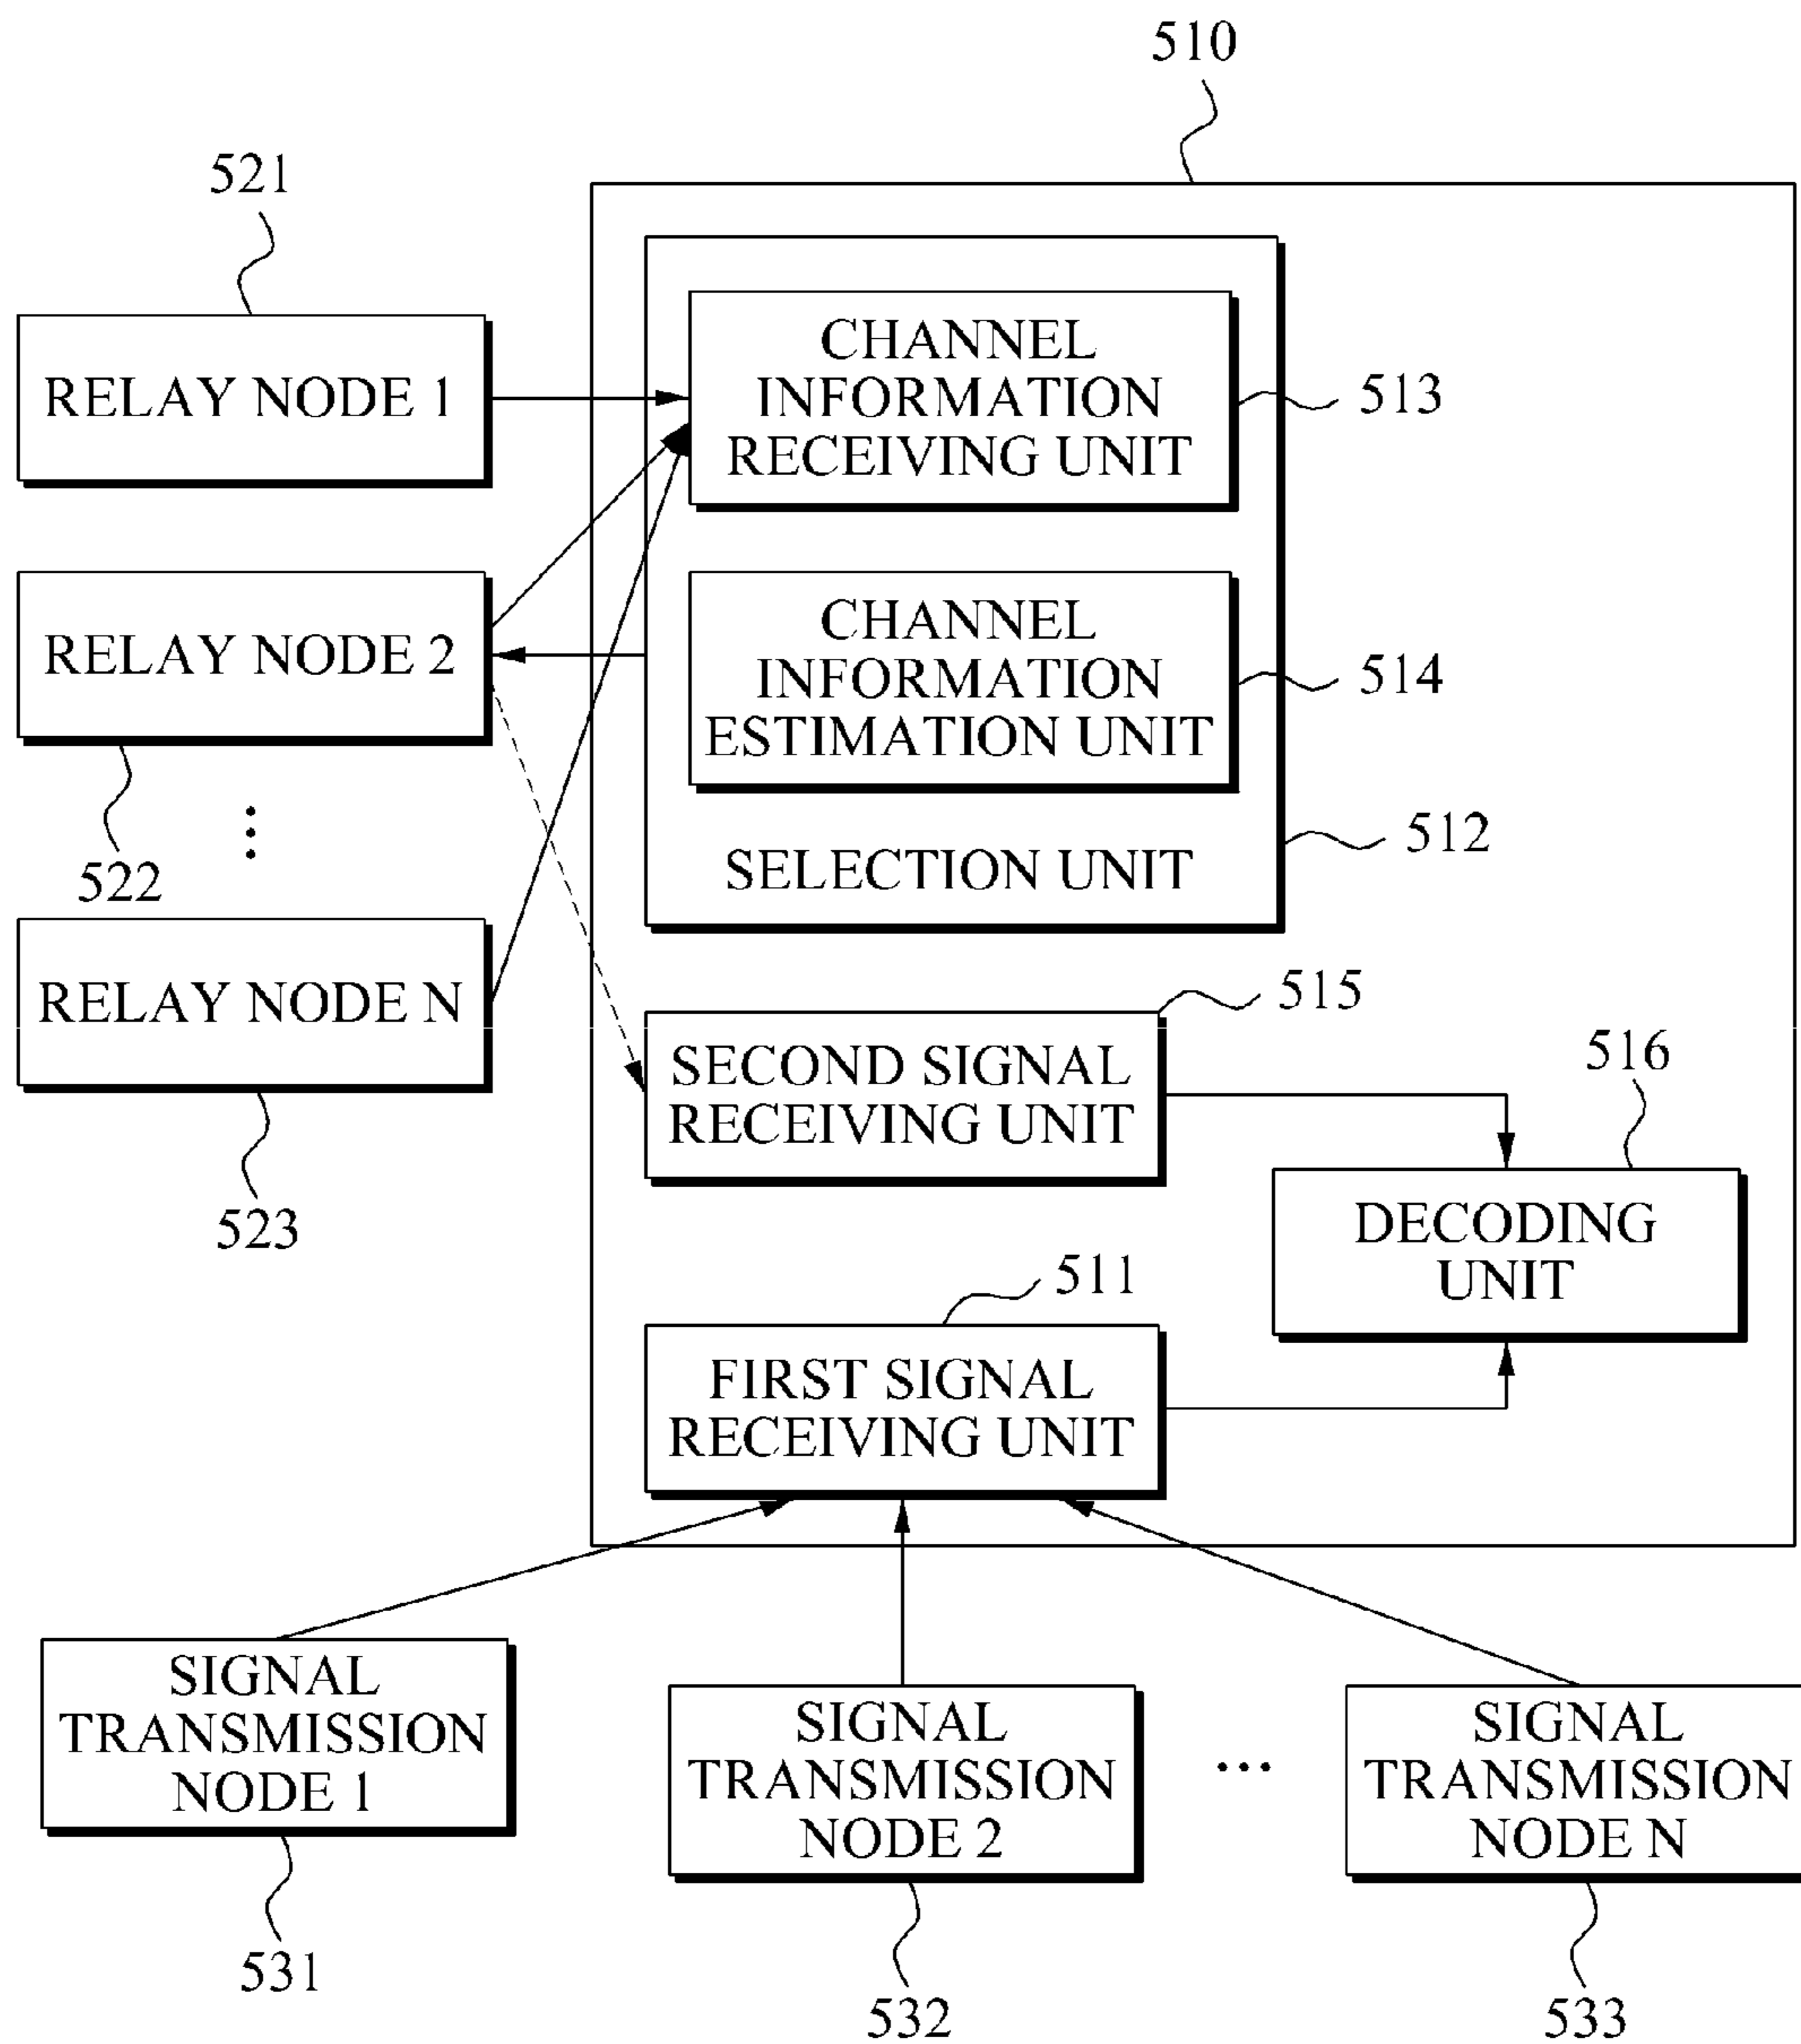 510
521
RELAY NODE 1
CHANNEL
INFORMATION
RECEIVING UNIT
513
RELAY NODE 2
522
CHANNEL
INFORMATION
ESTIMATION UNIT
514
SELECTION UNIT
512
RELAY NODE N
523
515
SECOND SIGNAL
RECEIVING UNIT
516
DECODING
UNIT
511
FIRST SIGNAL
RECEIVING UNIT
SIGNAL
TRANSMISSION
NODE 1
531
SIGNAL
TRANSMISSION
NODE 2
532
...
SIGNAL
TRANSMISSION
NODE N
533